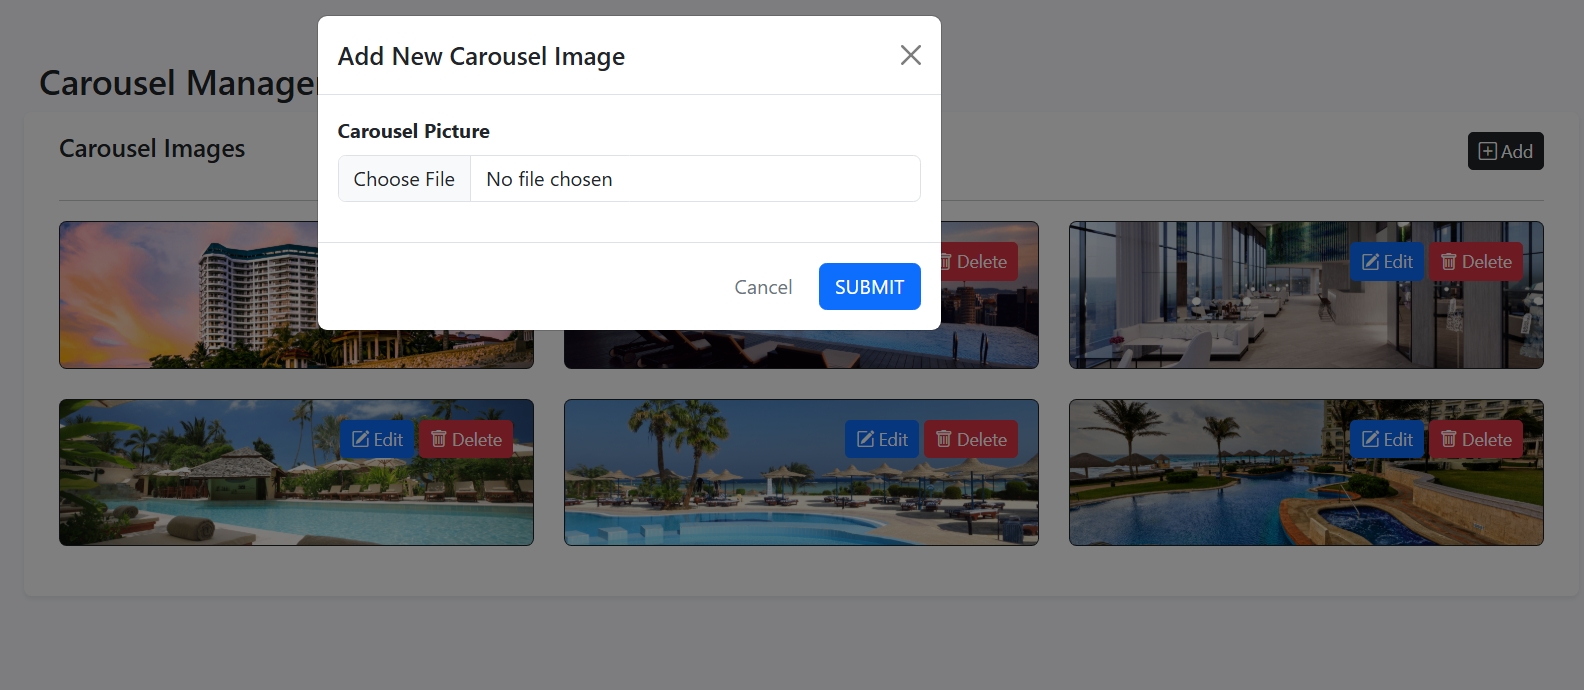 Add New Carousel Image
Carousel Manage
Carousel Picture
Carousel Images
Add
Choose File No file chosen
Delete
Edit Delete
Cancel SUBMIT
Edit Delete
Edit Delete
Edit Delete